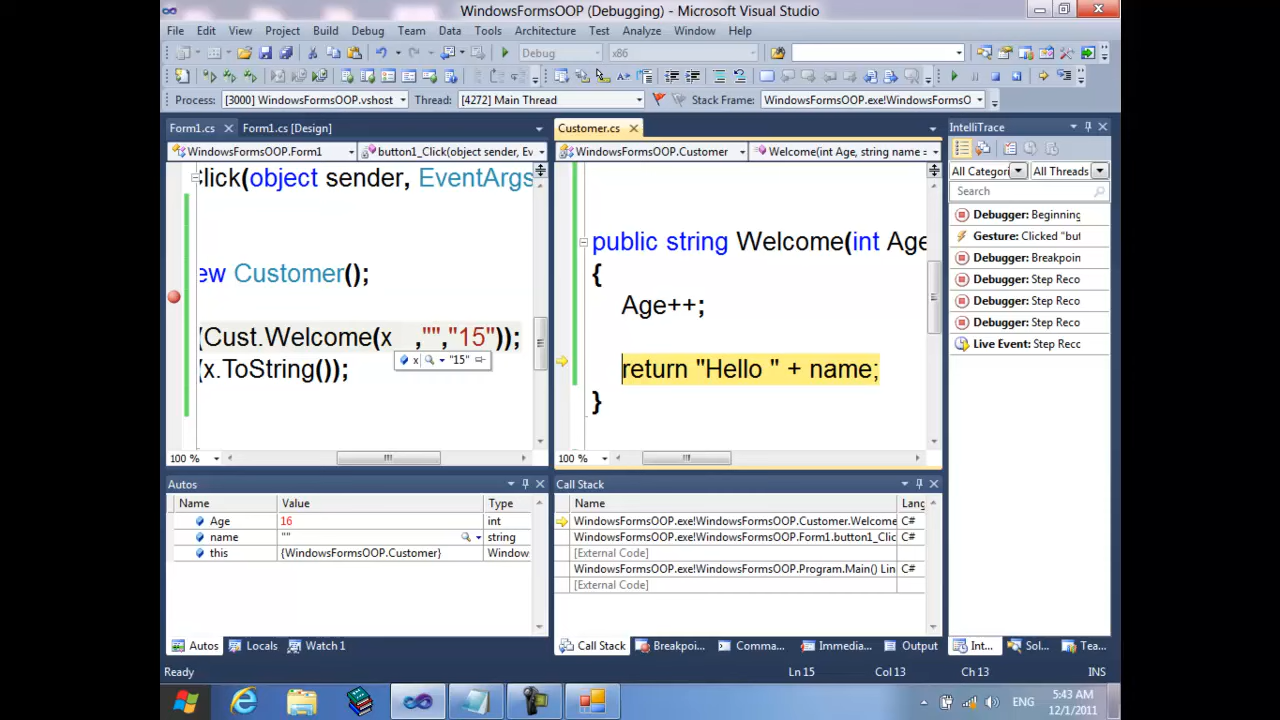 WindowsFormsOOP (Debugging) - Microsoft Visual Studio
File Edit View Project Build Debug Team Data Tools Architecture Test Analyze Window Help
Debug x86
Process: [3000] WindowsFormsOOP.vshost Thread: [4272] Main Thread Stack Frame: WindowsFormsOOP.exe!WindowsFormsO
Form1.cs Form1.cs [Design]
WindowsFormsOOP.Form1 button1_Click(object sender, Ev
Click(object sender, EventArgs
ew Customer();
(Cust.Welcome(x ,"","15"));
x "15"
(x.ToString());
100 %
Customer.cs
WindowsFormsOOP.Customer Welcome(int Age, string name =
public string Welcome(int Age
{
Age++;
return "Hello " + name;
}
100 %
IntelliTrace
All Categori All Threads
Search
Debugger: Beginning
Gesture: Clicked "but
Debugger: Breakpoin
Debugger: Step Reco
Debugger: Step Reco
Debugger: Step Reco
Live Event: Step Reco
Autos
Name Value Type
Age 16 int
name "" string
this {WindowsFormsOOP.Customer} Window
Autos Locals Watch 1
Call Stack
Name Lang
WindowsFormsOOP.exe!WindowsFormsOOP.Customer.Welcome C#
WindowsFormsOOP.exe!WindowsFormsOOP.Form1.button1_Clic C#
[External Code]
WindowsFormsOOP.exe!WindowsFormsOOP.Program.Main() Lin C#
[External Code]
Call Stack Breakpoi... Comma... Immedia... Output
Int... Sol... Tea...
Ready Ln 15 Col 13 Ch 13 INS
ENG
5:43 AM
12/1/2011